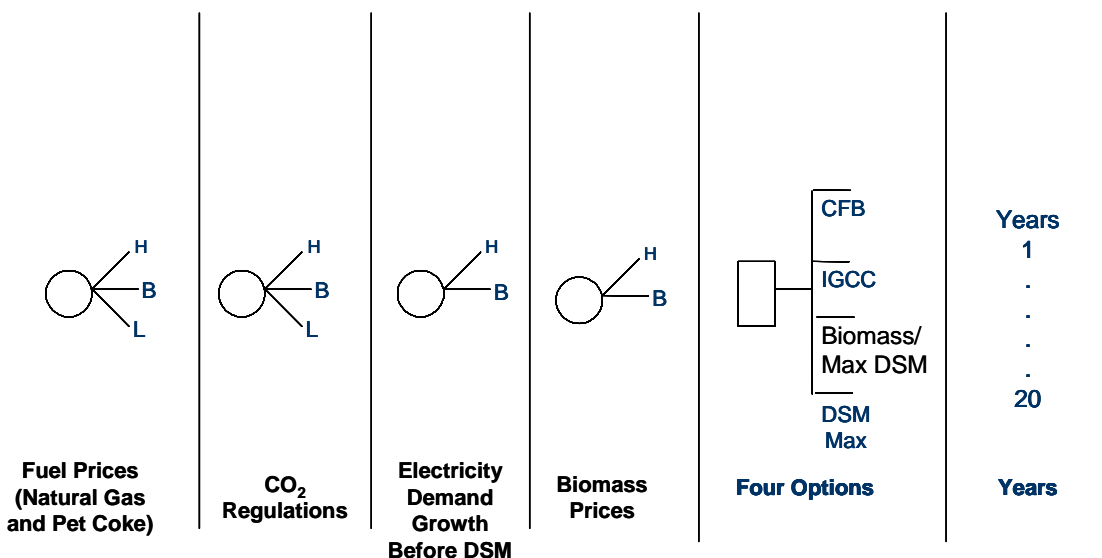 H
B
L
Fuel Prices
(Natural Gas
and Pet Coke)
H
B
L
CO₂
Regulations
H
B
Electricity
Demand
Growth
Before DSM
H
B
Biomass
Prices
CFB
IGCC
Biomass/
Max DSM
DSM
Max
Four Options
Years
1
.
.
.
.
20
Years